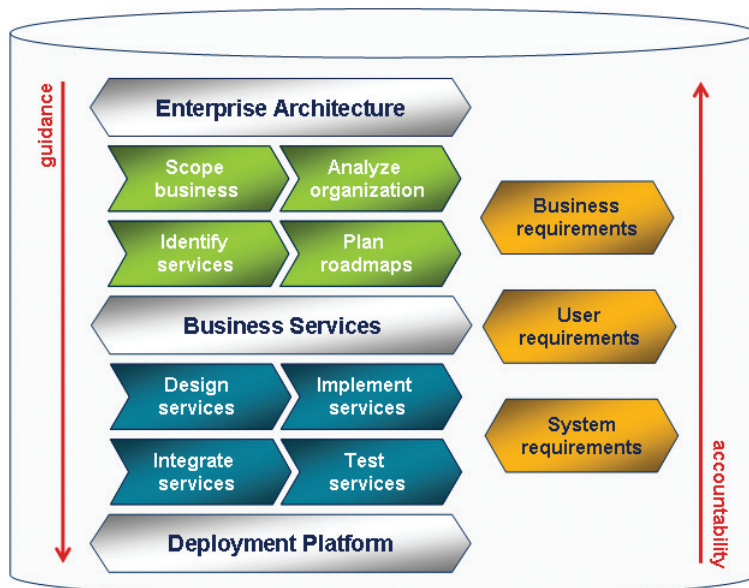 guidance
Enterprise Architecture
Scope
business
Analyze
organization
Identify
services
Plan
roadmaps
Business Services
Design
services
Implement
services
Integrate
services
Test
services
Deployment Platform
Business
requirements
User
requirements
System
requirements
accountability